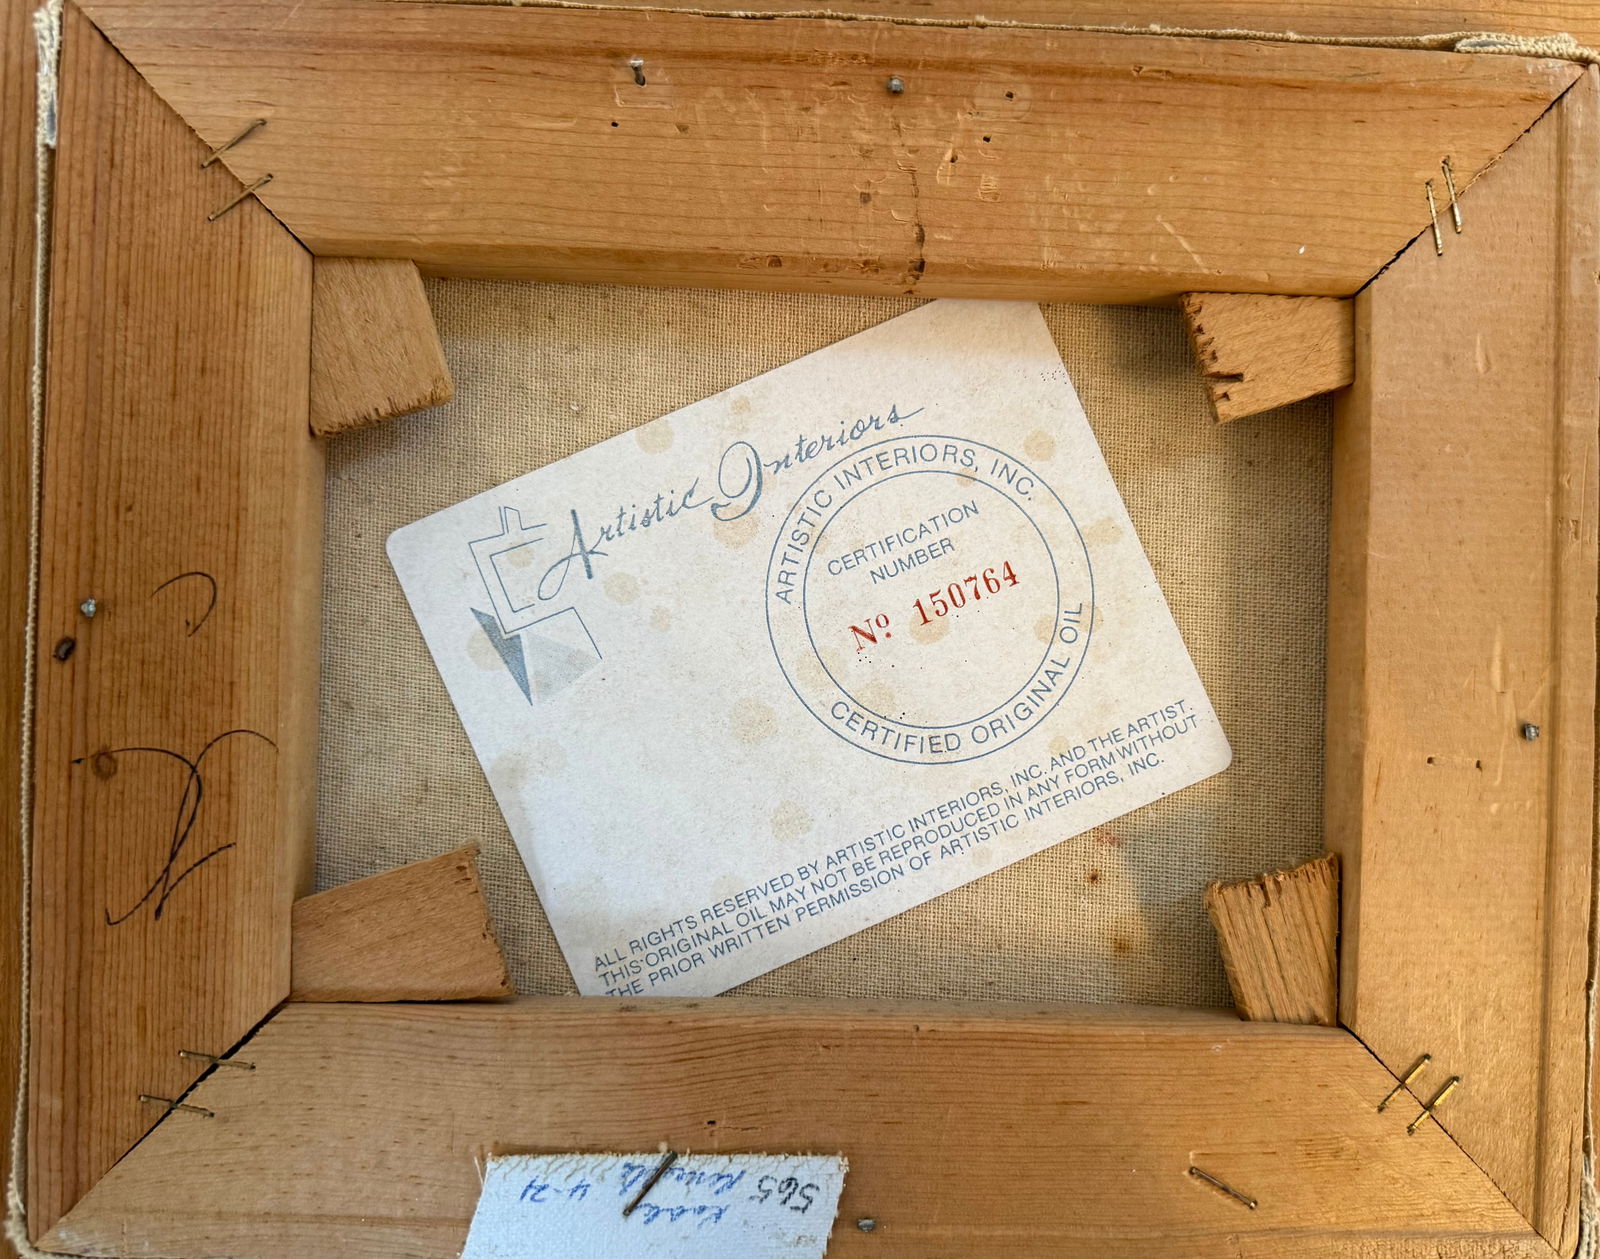 Artistic Interiors
ARTISTIC INTERIORS, INC.
CERTIFICATION
NUMBER
Nº 150764
CERTIFIED ORIGINAL OIL
ALL RIGHTS RESERVED BY ARTISTIC INTERIORS, INC. AND THE ARTIST.
THIS ORIGINAL OIL MAY NOT BE REPRODUCED IN ANY FORM WITHOUT
THE PRIOR WRITTEN PERMISSION OF ARTISTIC INTERIORS, INC.
565
4-21